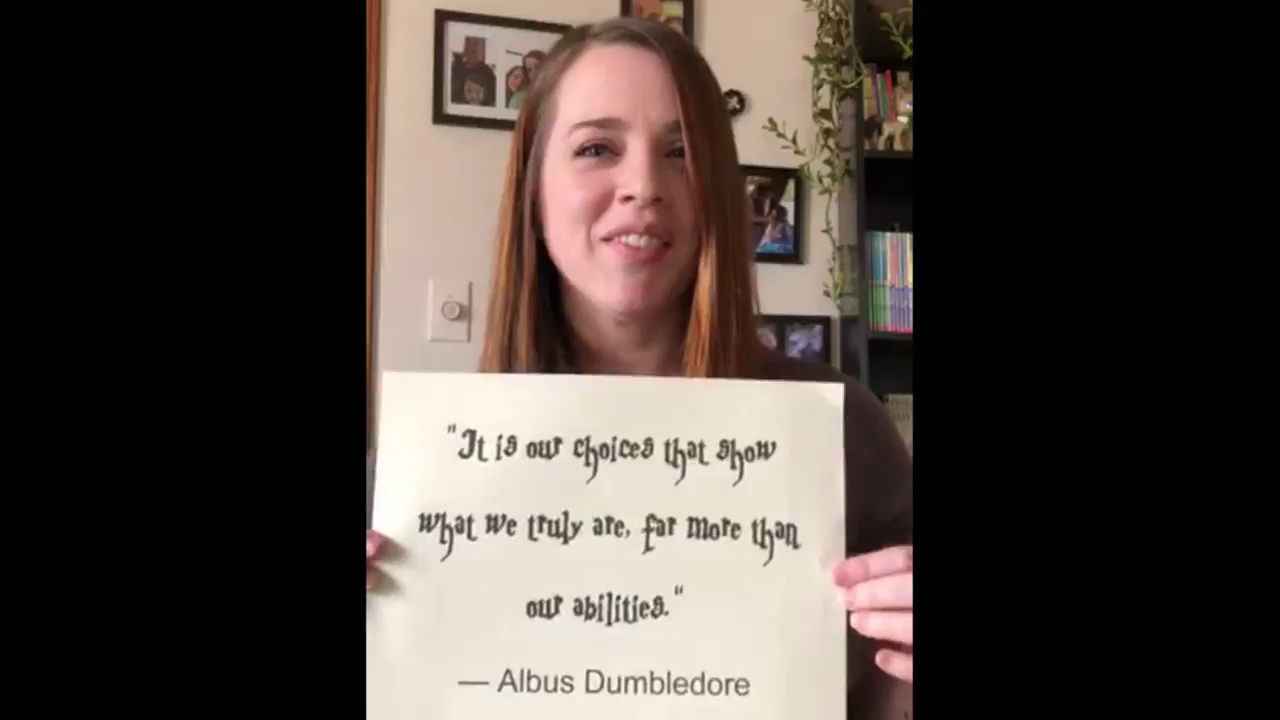 "It is our choices that show
what we truly are, far more than
our abilities."
— Albus Dumbledore